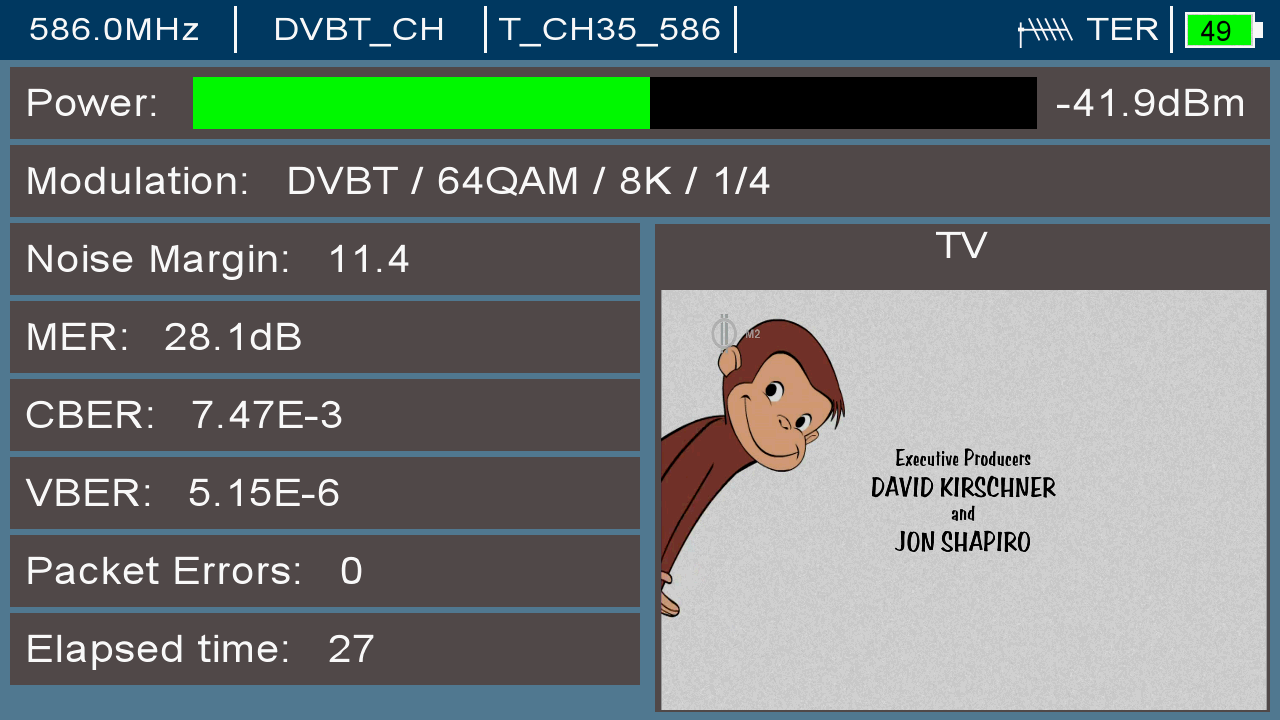 586.0MHz DVBT_CH T_CH35_586 TER 49
Power: -41.9dBm
Modulation: DVBT / 64QAM / 8K / 1/4
Noise Margin: 11.4
MER: 28.1dB
CBER: 7.47E-3
VBER: 5.15E-6
Packet Errors: 0
Elapsed time: 27
TV
M2
Executive Producers
DAVID KIRSCHNER
and
JON SHAPIRO